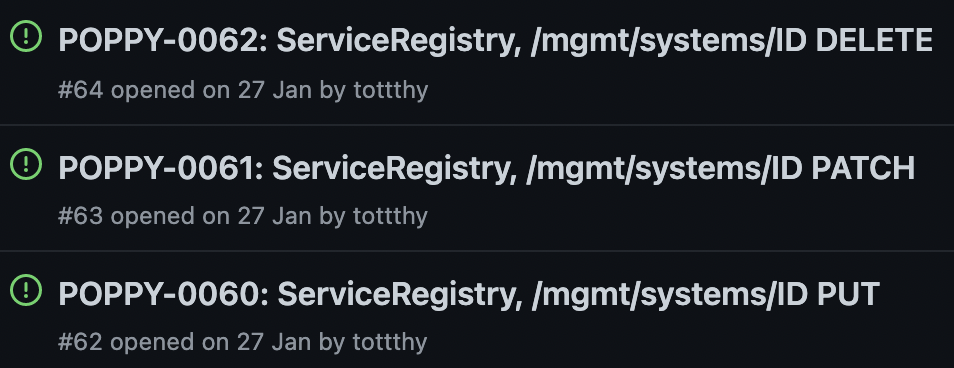 POPPY-0062: ServiceRegistry, /mgmt/systems/ID DELETE
#64 opened on 27 Jan by tottthy
POPPY-0061: ServiceRegistry, /mgmt/systems/ID PATCH
#63 opened on 27 Jan by tottthy
POPPY-0060: ServiceRegistry, /mgmt/systems/ID PUT
#62 opened on 27 Jan by tottthy